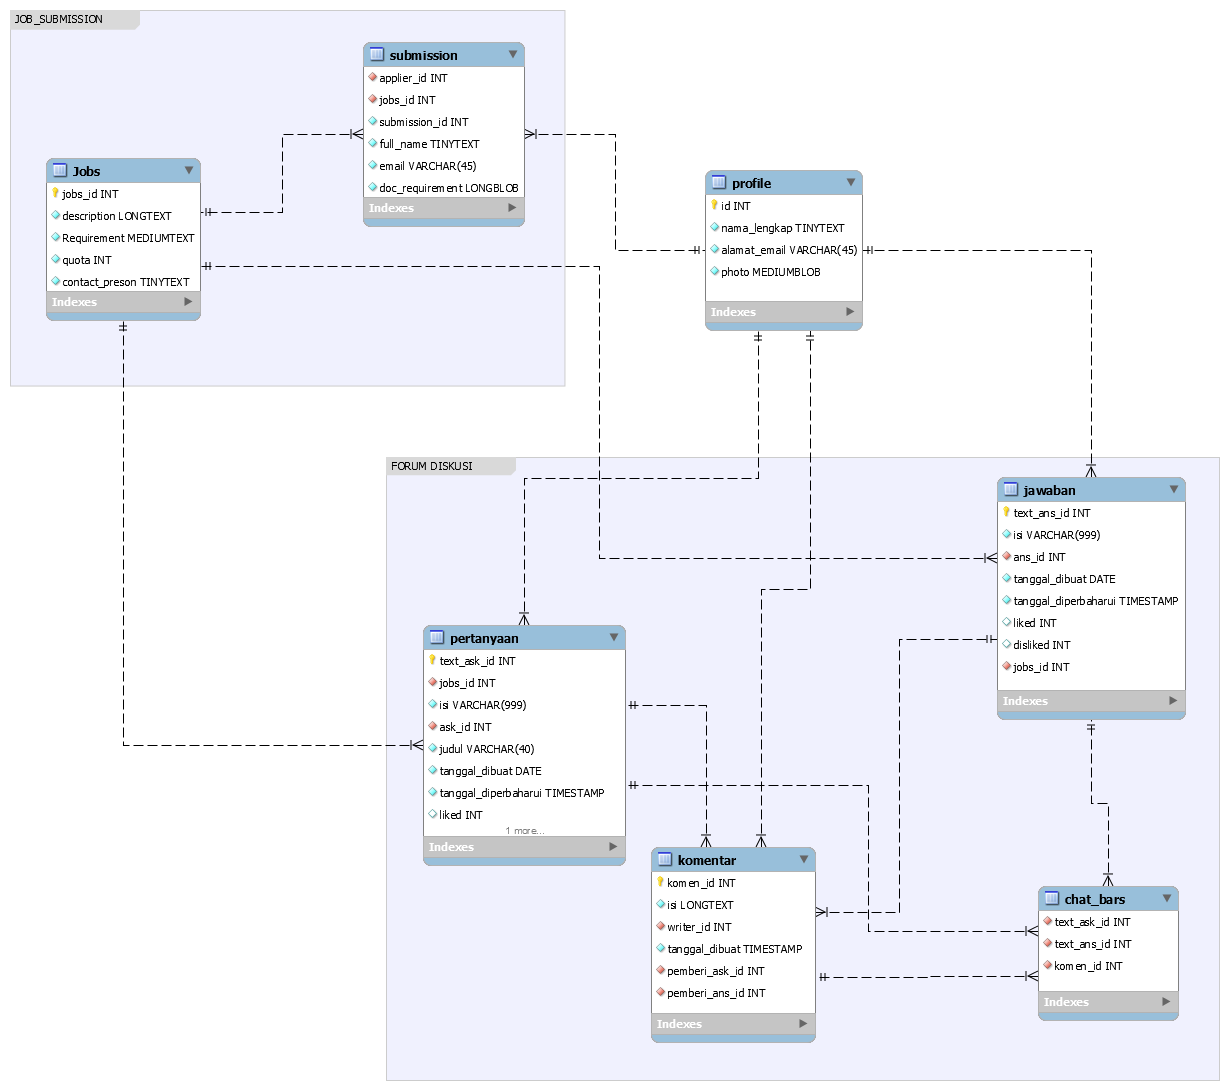 JOB_SUBMISSION
submission
applier_id INT
jobs_id INT
submission_id INT
full_name TINYTEXT
email VARCHAR(45)
doc_requirement LONGBLOB
Indexes
Jobs
jobs_id INT
description LONGTEXT
Requirement MEDIUMTEXT
quota INT
contact_preson TINYTEXT
Indexes
profile
id INT
nama_lengkap TINYTEXT
alamat_email VARCHAR(45)
photo MEDIUMBLOB
Indexes
FORUM DISKUSI
jawaban
text_ans_id INT
isi VARCHAR(999)
ans_id INT
tanggal_dibuat DATE
tanggal_diperbaharui TIMESTAMP
liked INT
disliked INT
jobs_id INT
Indexes
pertanyaan
text_ask_id INT
jobs_id INT
isi VARCHAR(999)
ask_id INT
judul VARCHAR(40)
tanggal_dibuat DATE
tanggal_diperbaharui TIMESTAMP
liked INT
1 more...
Indexes
komentar
komen_id INT
isi LONGTEXT
writer_id INT
tanggal_dibuat TIMESTAMP
pemberi_ask_id INT
pemberi_ans_id INT
Indexes
chat_bars
text_ask_id INT
text_ans_id INT
komen_id INT
Indexes